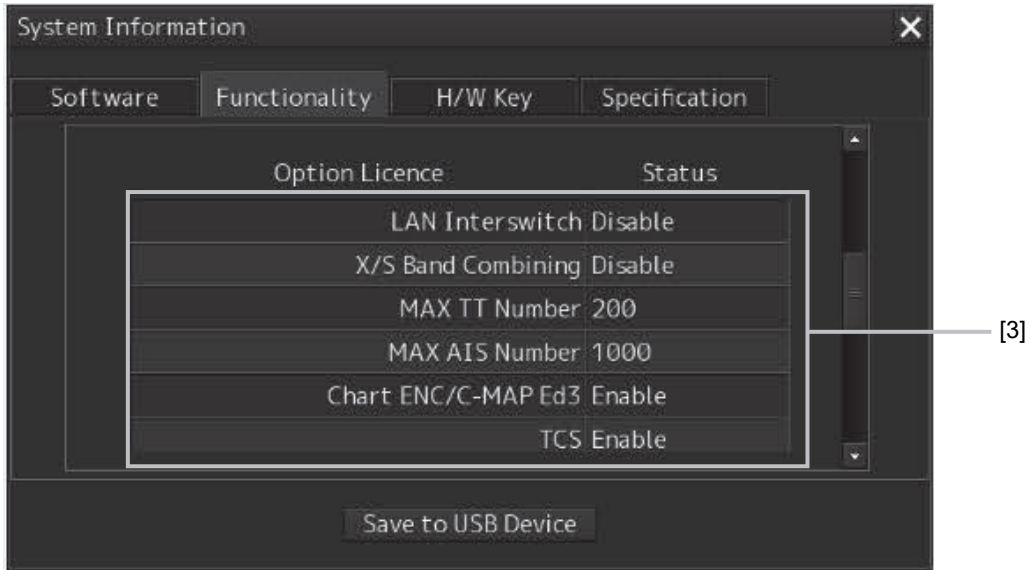 System Information
Software Functionality H/W Key Specification
Option Licence Status
LAN Interswitch Disable
X/S Band Combining Disable
MAX TT Number 200
MAX AIS Number 1000
Chart ENC/C-MAP Ed3 Enable
TCS Enable
[3]
Save to USB Device